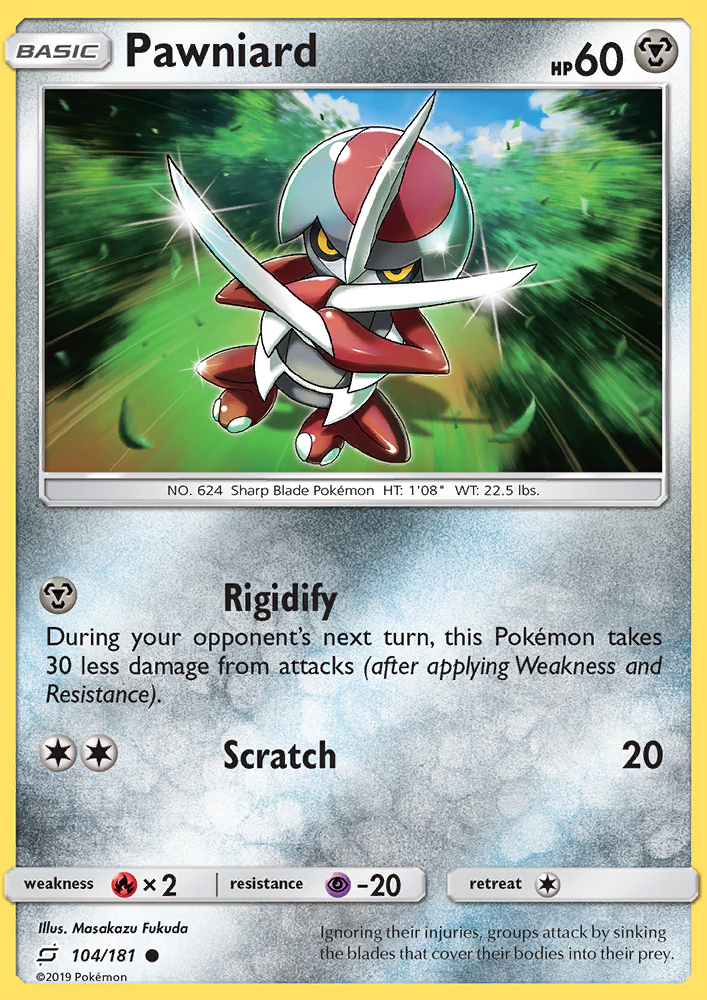 BASIC Pawniard HP60
NO. 624 Sharp Blade Pokémon HT: 1'08" WT: 22.5 lbs.
Rigidify
During your opponent's next turn, this Pokémon takes
30 less damage from attacks (after applying Weakness and
Resistance).
Scratch 20
weakness ×2 resistance -20 retreat
Illus. Masakazu Fukuda
104/181
©2019 Pokémon
Ignoring their injuries, groups attack by sinking
the blades that cover their bodies into their prey.